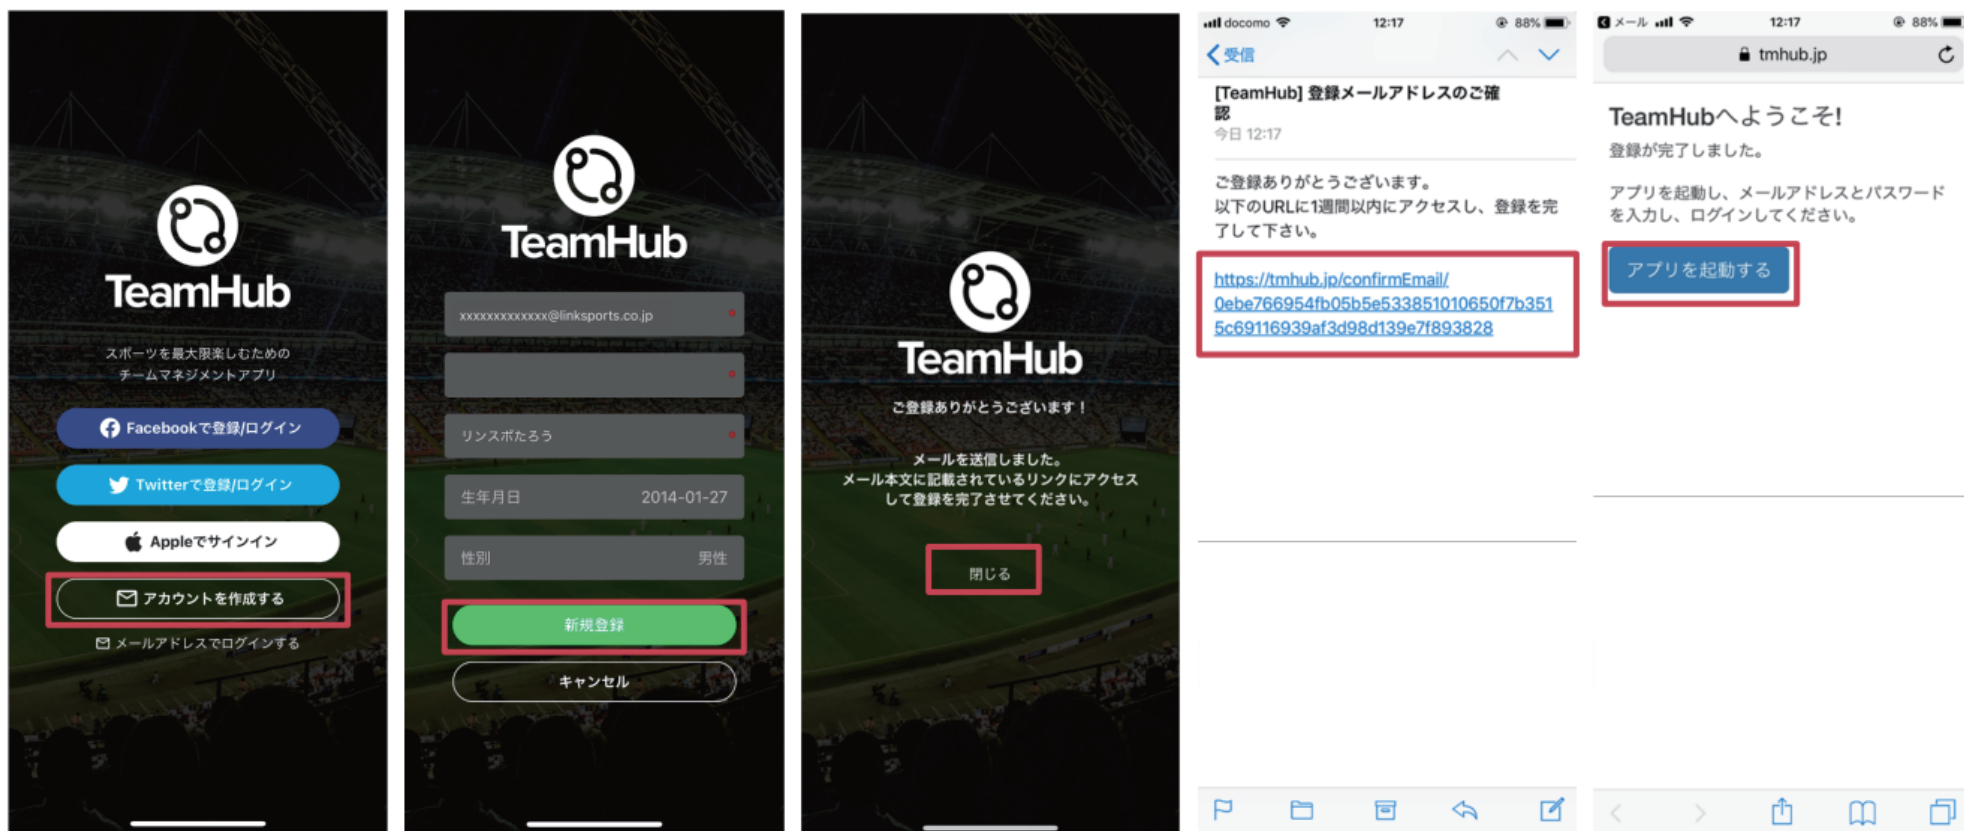 TeamHub
スポーツを最大限楽しむための
チームマネジメントアプリ
Facebookで登録/ログイン
Twitterで登録/ログイン
Appleでサインイン
アカウントを作成する
メールアドレスでログインする
TeamHub
xxxxxxxxxxxxx@linksports.co.jp
リンスポたろう
生年月日 2014-01-27
性別 男性
新規登録
キャンセル
TeamHub
ご登録ありがとうございます！
メールを送信しました。
メール本文に記載されているリンクにアクセス
して登録を完了させてください。
閉じる
docomo 12:17 88%
受信
[TeamHub] 登録メールアドレスのご確
認
今日 12:17
ご登録ありがとうございます。
以下のURLに1週間以内にアクセスし、登録を完
了して下さい。
https://tmhub.jp/confirmEmail/
0ebe766954fb05b5e533851010650f7b351
5c69116939af3d98d139e7f893828
メール 12:17 88%
tmhub.jp
TeamHubへようこそ!
登録が完了しました。
アプリを起動し、メールアドレスとパスワード
を入力し、ログインしてください。
アプリを起動する